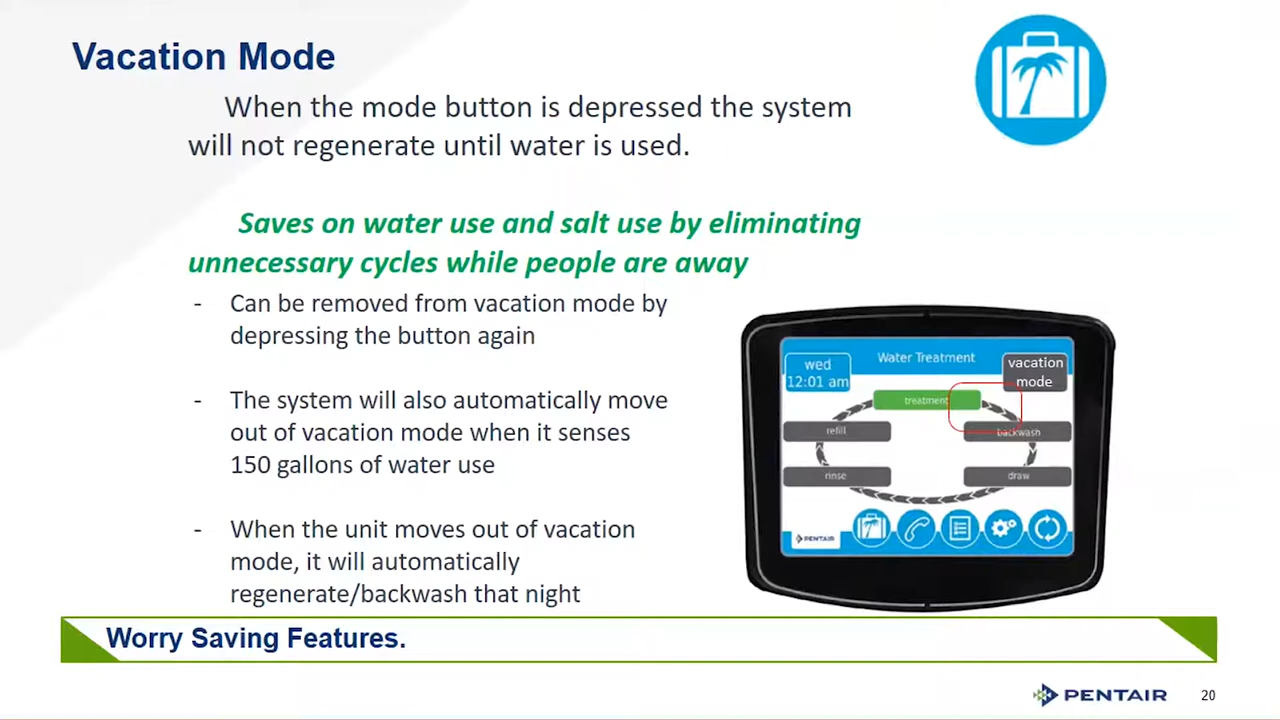 Vacation Mode
When the mode button is depressed the system
will not regenerate until water is used.
Saves on water use and salt use by eliminating
unnecessary cycles while people are away
- Can be removed from vacation mode by
depressing the button again
- The system will also automatically move
out of vacation mode when it senses
150 gallons of water use
- When the unit moves out of vacation
mode, it will automatically
regenerate/backwash that night
wed
12:01 am
Water Treatment
vacation
mode
treatment
refill
backwash
rinse
draw
PENTAIR
Worry Saving Features.
PENTAIR
20